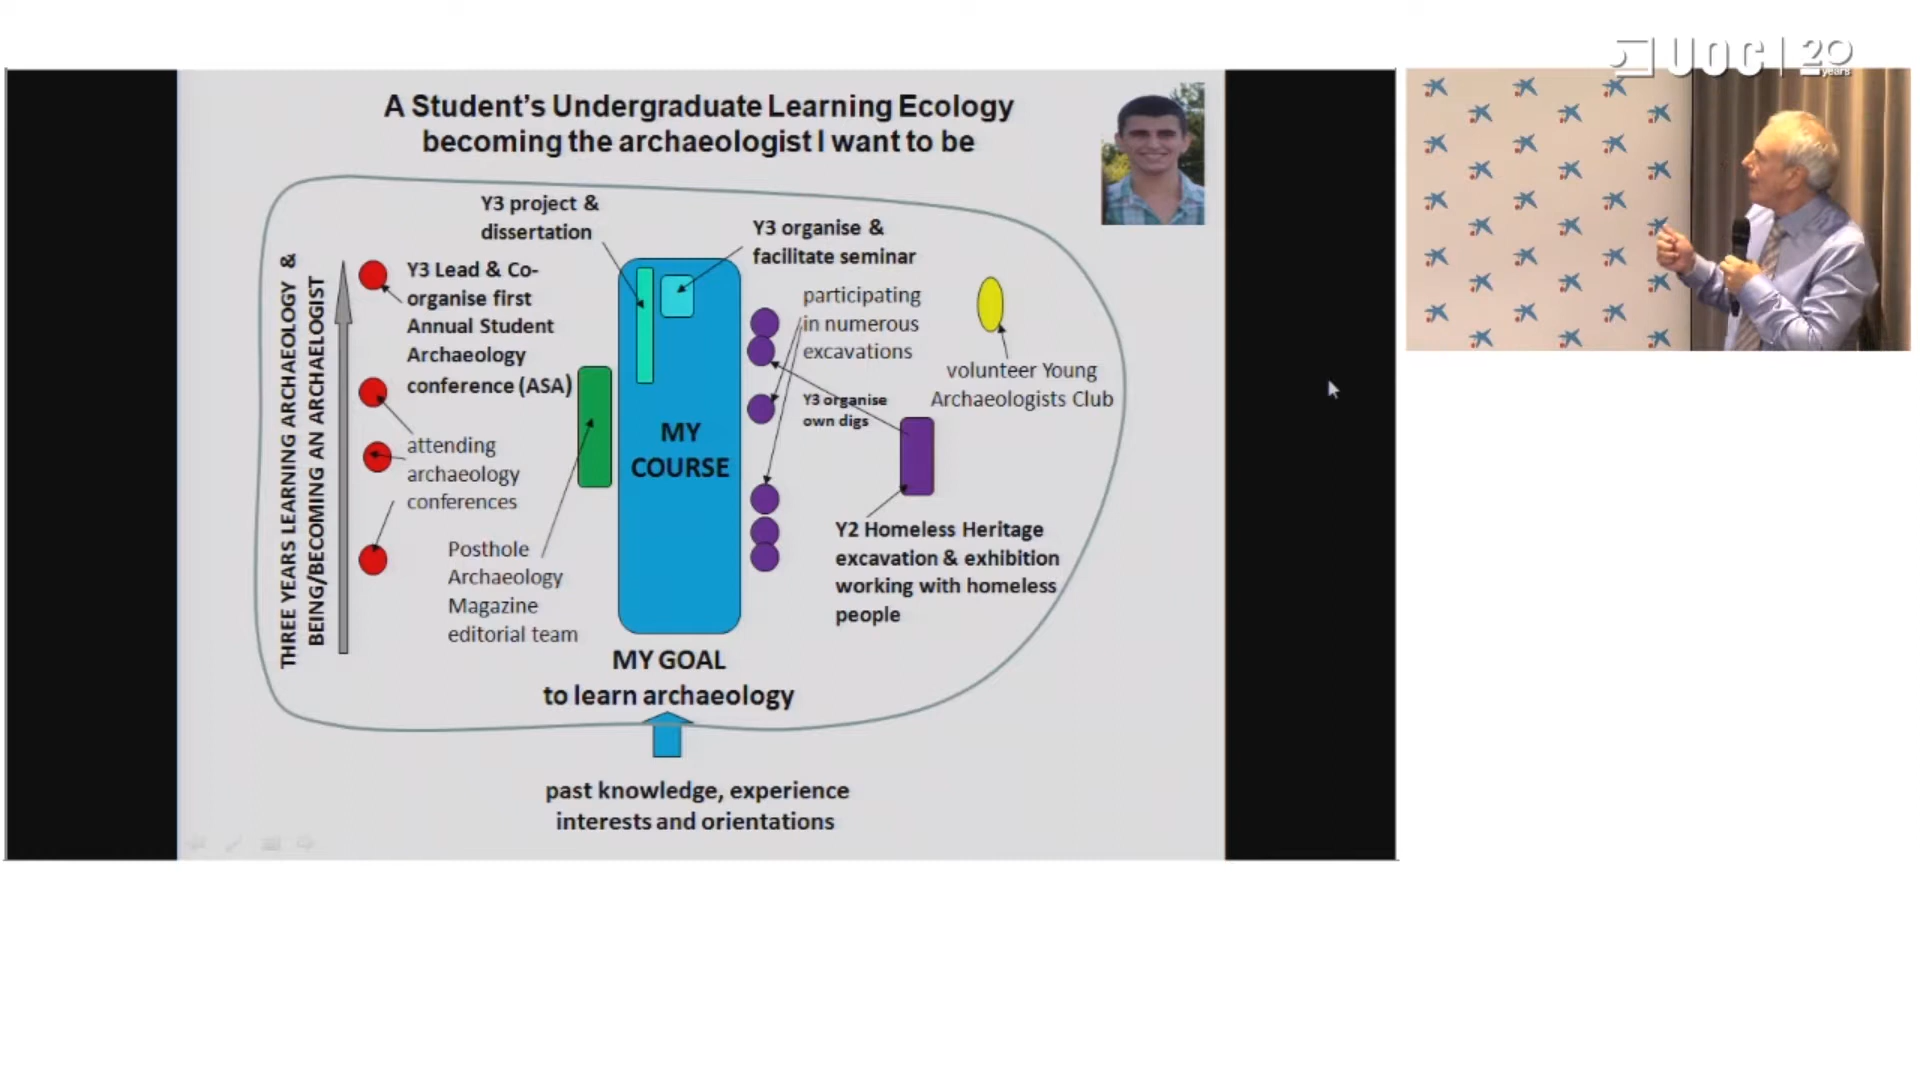 UOC 20
years
A Student's Undergraduate Learning Ecology
becoming the archaeologist I want to be
Y3 project &
dissertation
Y3 organise &
facilitate seminar
THREE YEARS LEARNING ARCHAEOLOGY &
BEING/BECOMING AN ARCHAELOGIST
Y3 Lead & Co-
organise first
Annual Student
Archaeology
conference (ASA)
participating
in numerous
excavations
volunteer Young
Archaeologists Club
Y3 organise
own digs
MY
COURSE
attending
archaeology
conferences
Posthole
Archaeology
Magazine
editorial team
Y2 Homeless Heritage
excavation & exhibition
working with homeless
people
MY GOAL
to learn archaeology
past knowledge, experience
interests and orientations